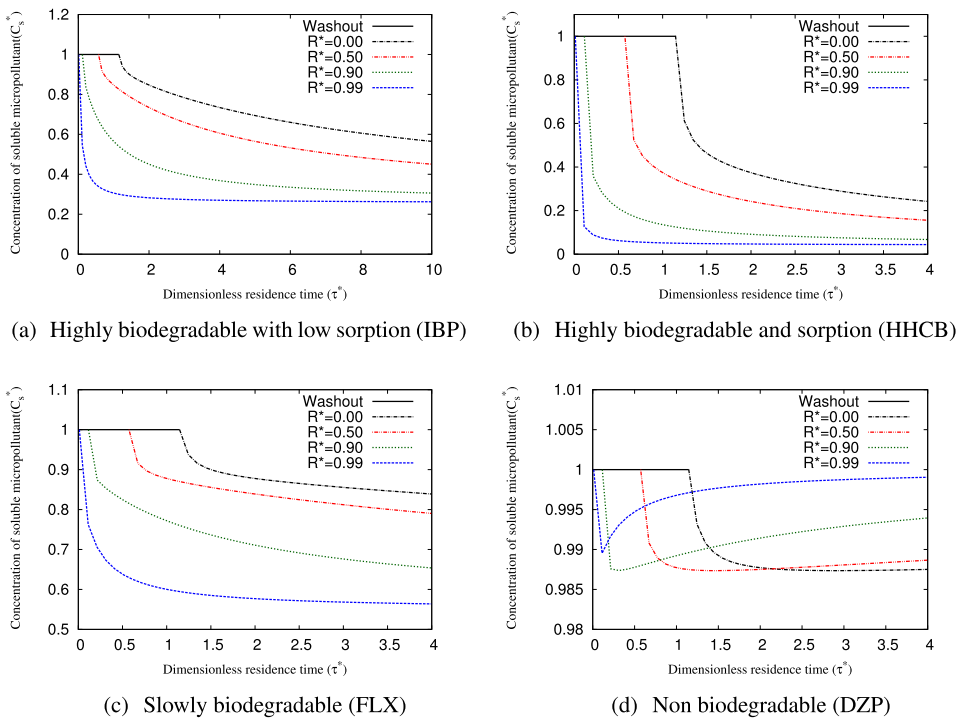 1.2
1
0.8
0.6
0.4
0.2
0
0 2 4 6 8 10
Concentration of soluble micropollutant(Cs*)
Dimensionless residence time (τ*)
Washout
R*=0.00
R*=0.50
R*=0.90
R*=0.99
(a) Highly biodegradable with low sorption (IBP)
1
0.8
0.6
0.4
0.2
0
0 0.5 1 1.5 2 2.5 3 3.5 4
Concentration of soluble micropollutant(Cs*)
Dimensionless residence time (τ*)
Washout
R*=0.00
R*=0.50
R*=0.90
R*=0.99
(b) Highly biodegradable and sorption (HHCB)
1.1
1
0.9
0.8
0.7
0.6
0.5
0 0.5 1 1.5 2 2.5 3 3.5 4
Concentration of soluble micropollutant(Cs*)
Dimensionless residence time (τ*)
Washout
R*=0.00
R*=0.50
R*=0.90
R*=0.99
(c) Slowly biodegradable (FLX)
1.01
1.005
1
0.995
0.99
0.985
0.98
0 0.5 1 1.5 2 2.5 3 3.5 4
Concentration of soluble micropollutant(Cs*)
Dimensionless residence time (τ*)
Washout
R*=0.00
R*=0.50
R*=0.90
R*=0.99
(d) Non biodegradable (DZP)